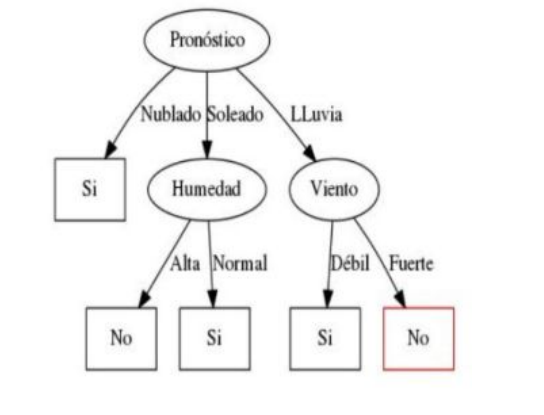 Pronóstico
Nublado Soleado LLuvia
Si Humedad Viento
Alta Normal Débil Fuerte
No Si Si No